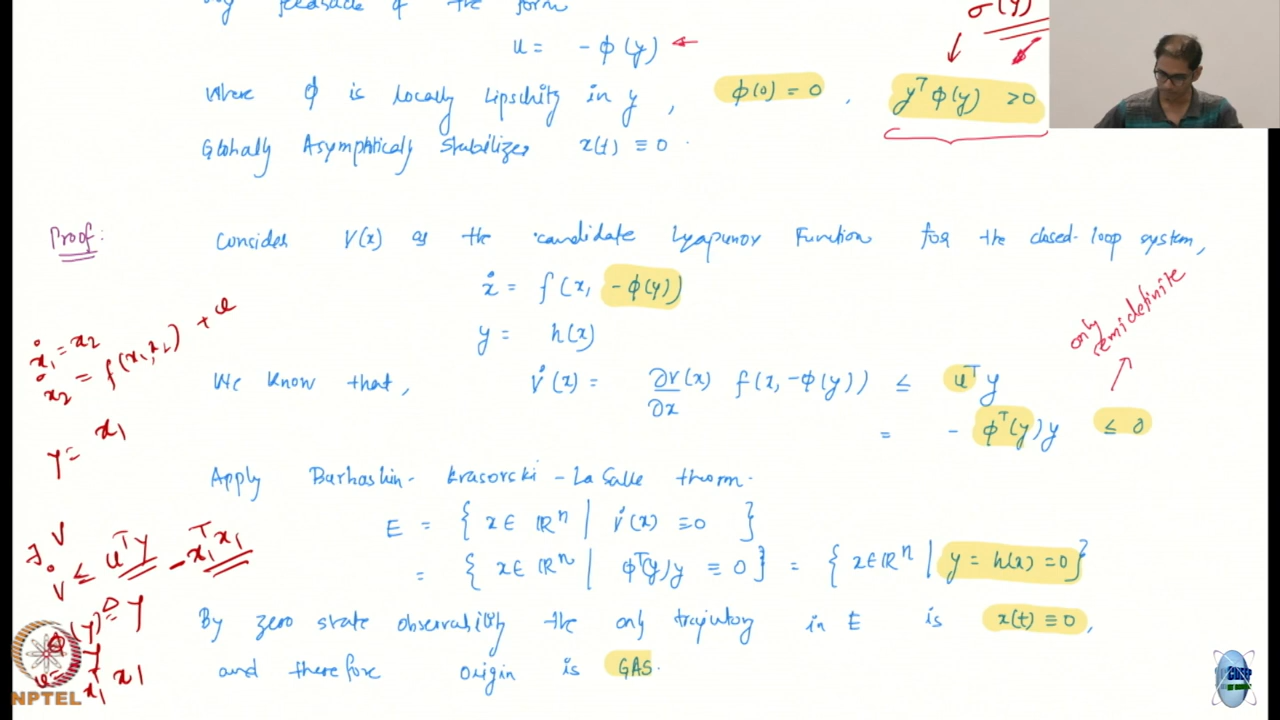 feedback of the form
σ(y)
u = - φ(y) ←
where φ is locally Lipschitz in y, φ(0) = 0, yᵀφ(y) > 0
Globally Asymptotically Stabilizes x(t) ≡ 0.
Proof: Consider V(x) as the candidate Lyapunov Function for the closed-loop system,
ẋ = f(x, -φ(y))
y = h(x)
only semidefinite
ẋ₁ = x₂
ẋ₂ = f(x₁, x₂) + u
y = x₁
We know that, V̇(x) = ∂V(x)/∂x f(x, -φ(y)) ≤ uᵀy
= - φᵀ(y)y ≤ 0
Apply Barbashin-Krasovski-LaSalle theorem.
E = { x∈ ℝⁿ | V̇(x) ≡0 }
= { x∈ ℝⁿ | φᵀ(y)y ≡ 0 } = { x∈ℝⁿ | y = h(x) = 0 }
∃ V
V̇ ≤ uᵀy - x₁ᵀx₁
φ(y) ≜ y
By zero state observability the only trajectory in E is x(t) ≡ 0,
and therefore origin is GAS.
NPTEL